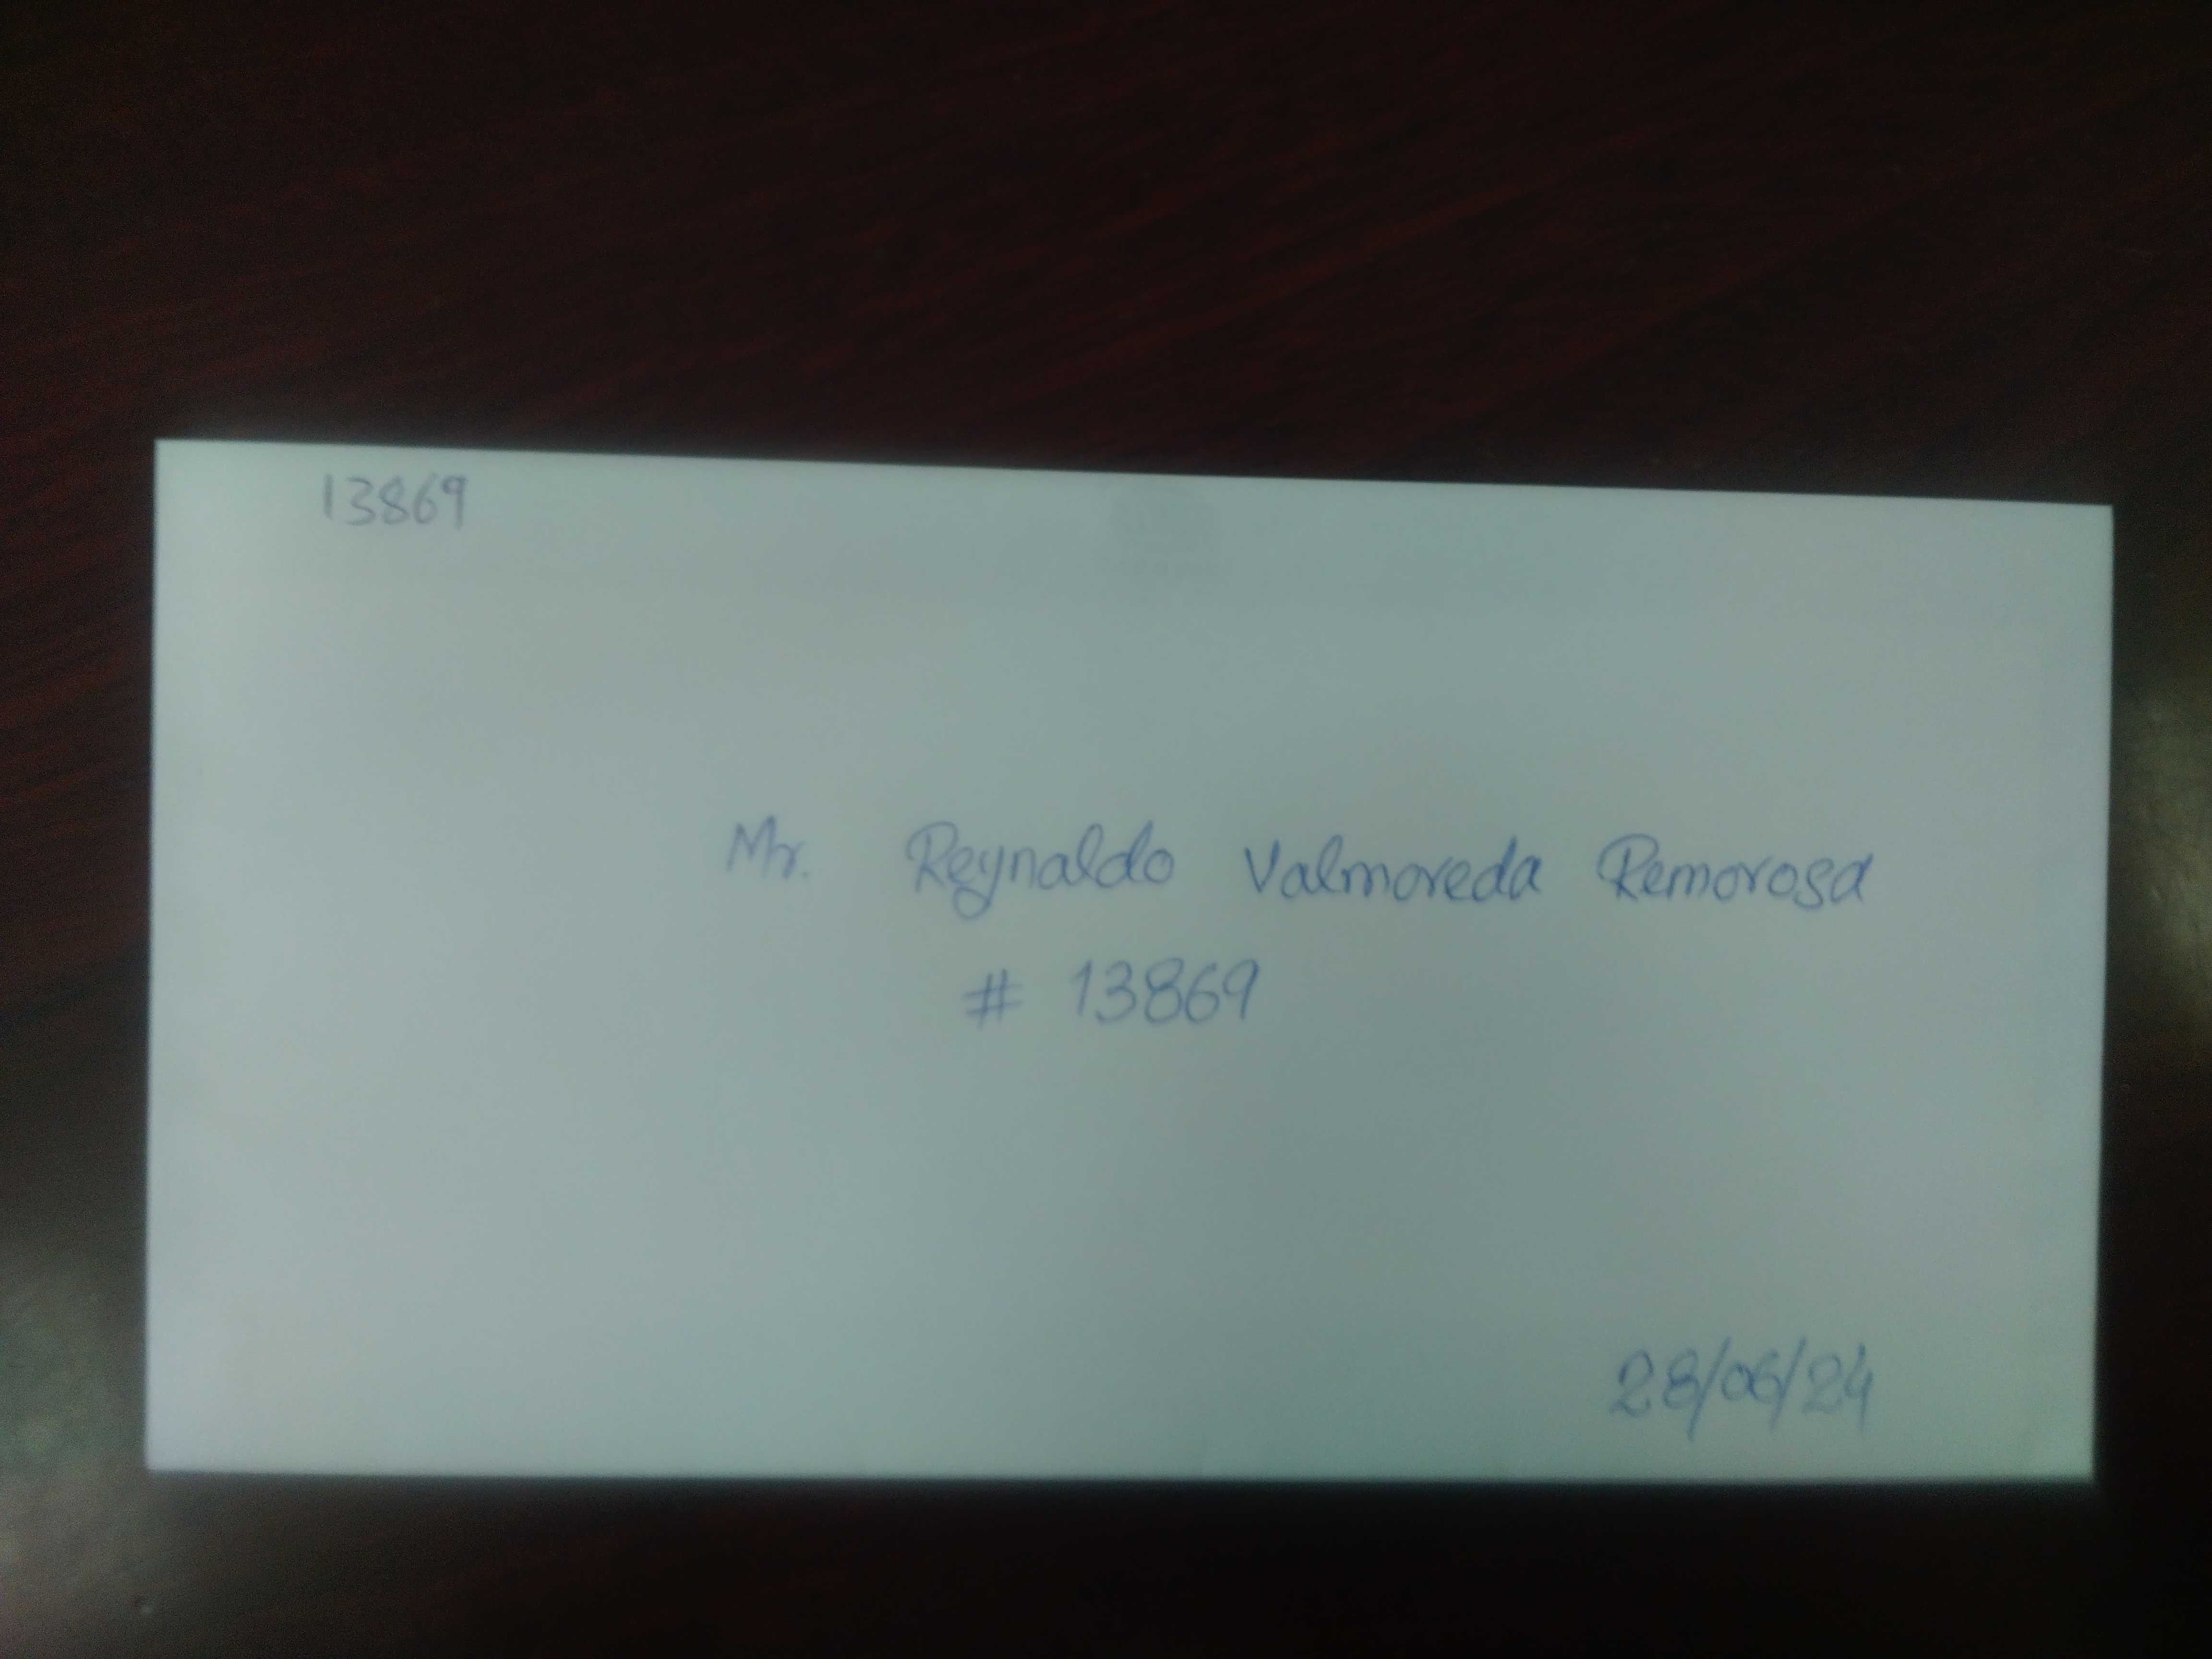 13869
Mr. Reynaldo Valmoreda Remorosa
# 13869
28/06/24